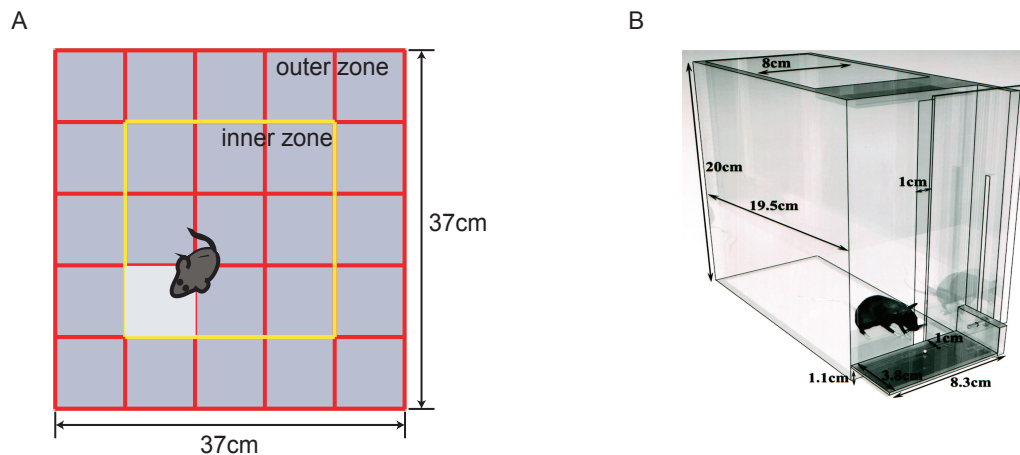 A
outer zone
inner zone
37cm
37cm
B
8cm
20cm
1cm
19.5cm
1cm
3.8cm
1.1cm
8.3cm